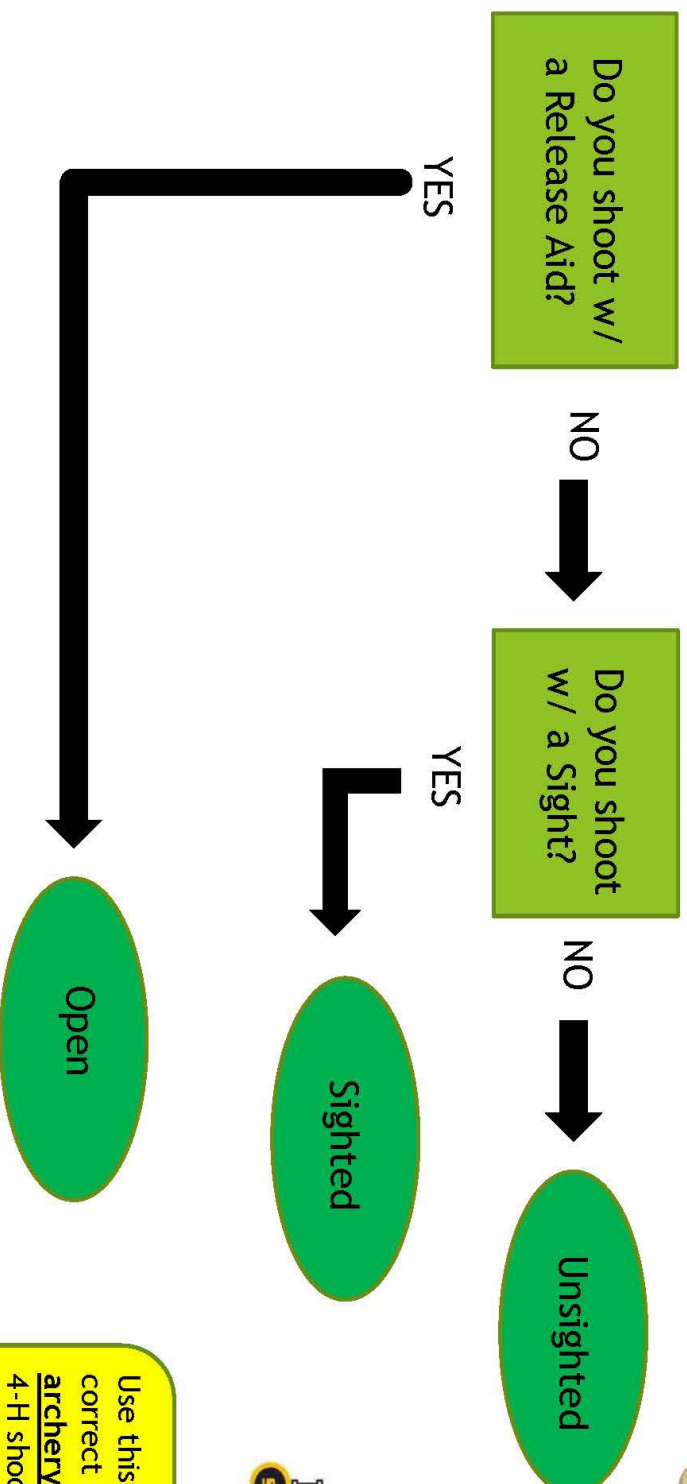 Do you shoot w/
a Release Aid?
NO
Do you shoot
w/ a Sight?
NO
Unsighted
YES
YES
Sighted
Open
Use this
correct
archery
4-H shoo